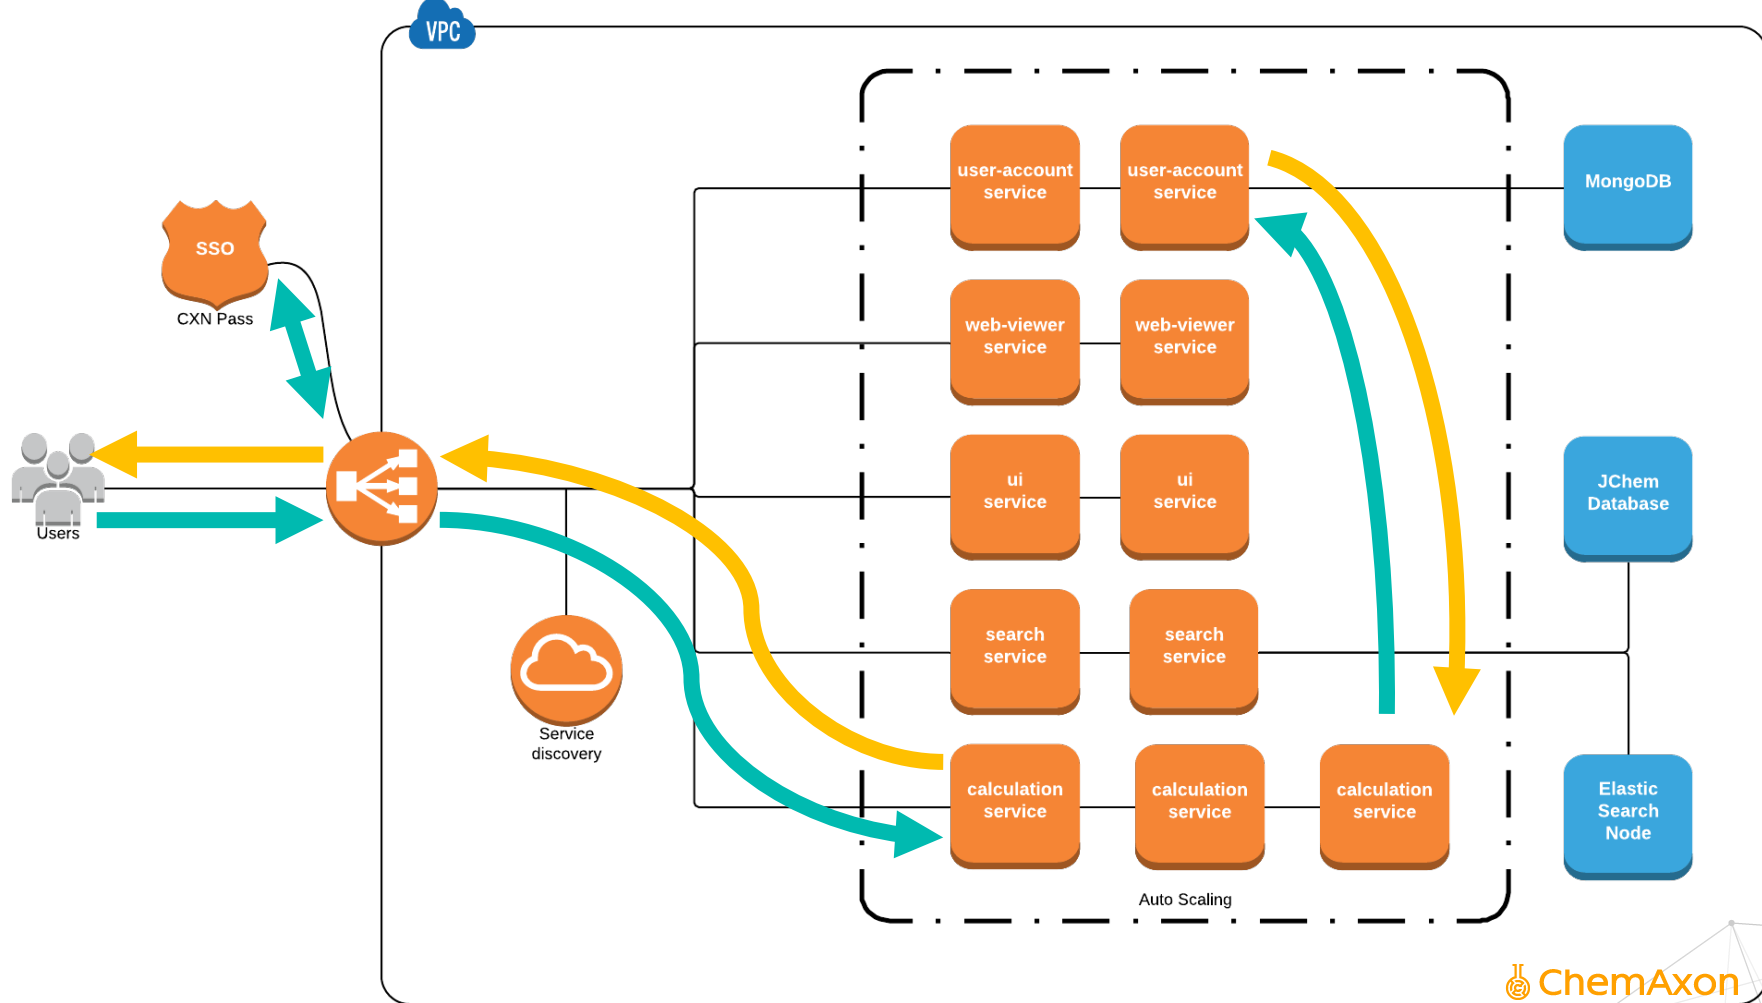 VPC
user-account
service
user-account
service
MongoDB
SSO
CXN Pass
web-viewer
service
web-viewer
service
Users
ui
service
ui
service
JChem
Database
search
service
search
service
Service
discovery
calculation
service
calculation
service
calculation
service
Elastic
Search
Node
Auto Scaling
ChemAxon